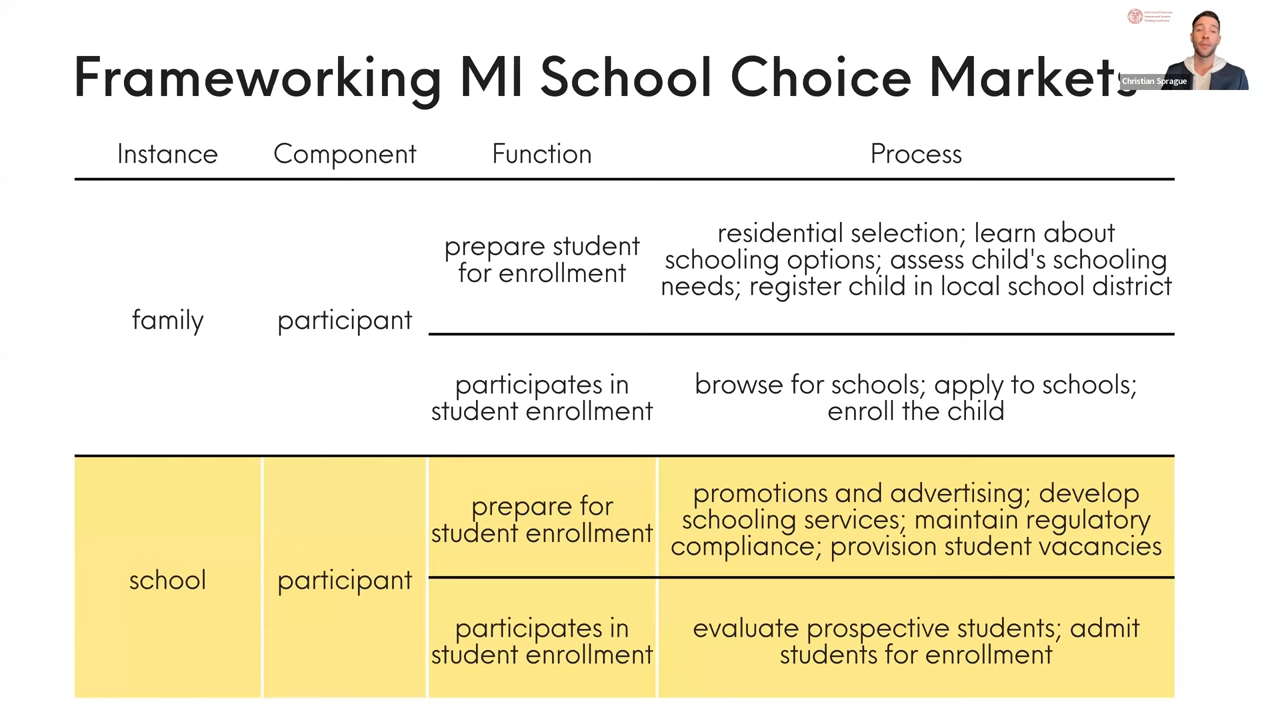 Frameworking MI School Choice Markets
Christian Sprague
Instance Component Function Process
family participant
prepare student
for enrollment
residential selection; learn about
schooling options; assess child's schooling
needs; register child in local school district
participates in
student enrollment
browse for schools; apply to schools;
enroll the child
school participant
prepare for
student enrollment
promotions and advertising; develop
schooling services; maintain regulatory
compliance; provision student vacancies
participates in
student enrollment
evaluate prospective students; admit
students for enrollment